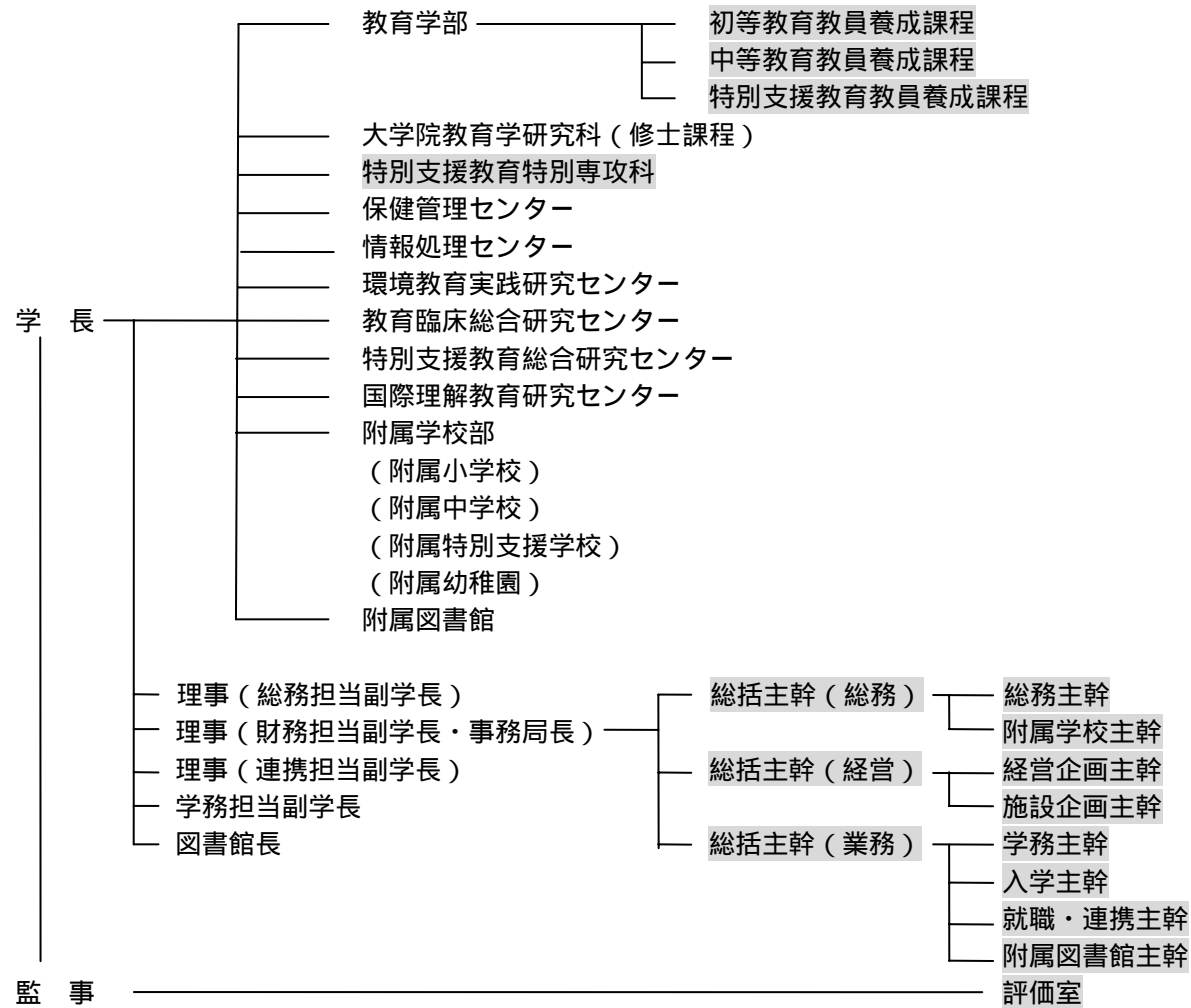 教育学部 初等教育教員養成課程
中等教育教員養成課程
特別支援教育教員養成課程
大学院教育学研究科（修士課程）
特別支援教育特別専攻科
保健管理センター
情報処理センター
環境教育実践研究センター
学　長 教育臨床総合研究センター
特別支援教育総合研究センター
国際理解教育研究センター
附属学校部
（附属小学校）
（附属中学校）
（附属特別支援学校）
（附属幼稚園）
附属図書館
理事（総務担当副学長） 総括主幹（総務） 総務主幹
理事（財務担当副学長・事務局長） 附属学校主幹
理事（連携担当副学長） 総括主幹（経営） 経営企画主幹
学務担当副学長 施設企画主幹
図書館長 総括主幹（業務） 学務主幹
入学主幹
就職・連携主幹
附属図書館主幹
監　事 評価室